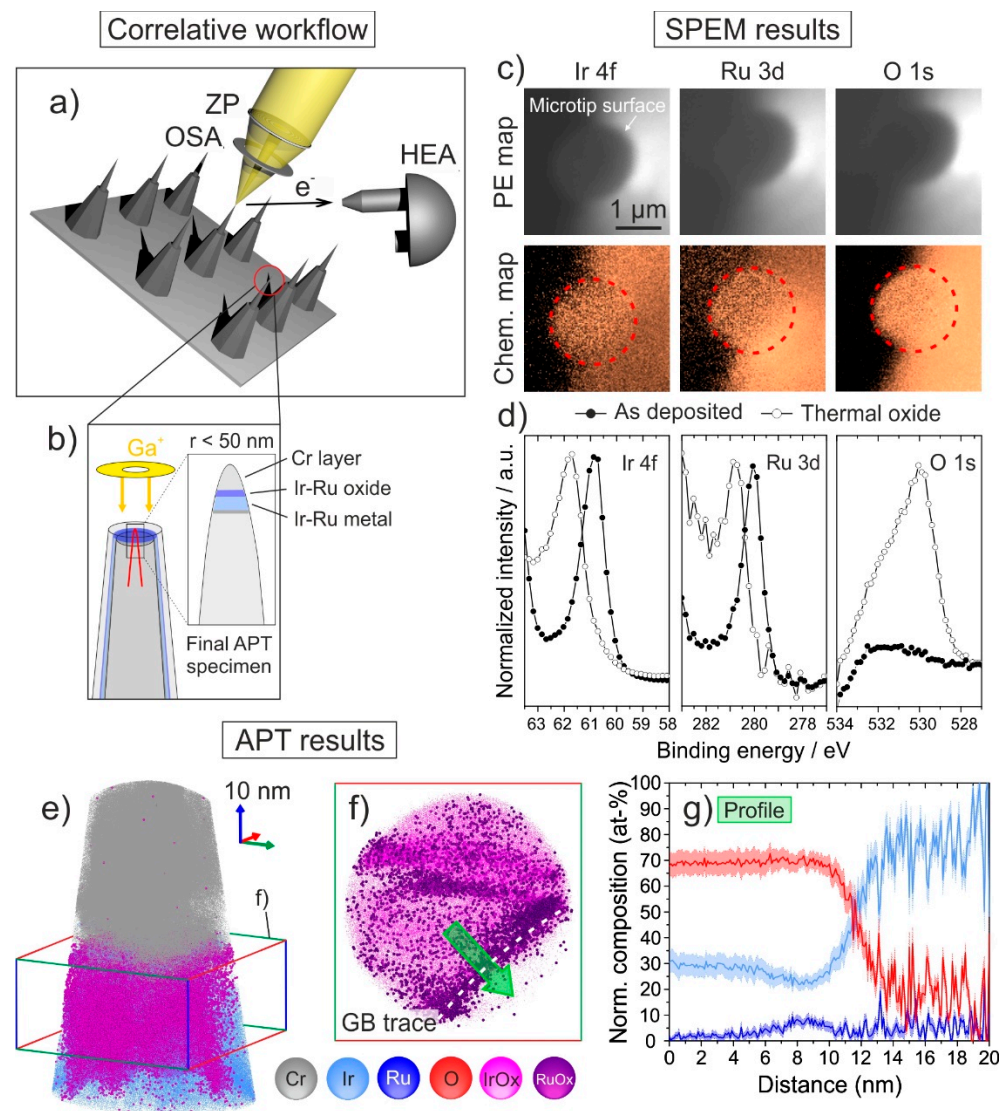 Correlative workflow
SPEM results
a)
ZP
OSA
HEA
e⁻
b)
Ga⁺
r < 50 nm
Cr layer
Ir-Ru oxide
Ir-Ru metal
Final APT
specimen
c)
Ir 4f Ru 3d O 1s
PE map
Microtip surface
1 µm
Chem. map
d)
As deposited Thermal oxide
Ir 4f Ru 3d O 1s
Normalized intensity / a.u.
63 62 61 60 59 58 282 280 278 276 534 532 530 528
Binding energy / eV
APT results
e)
10 nm
f)
f)
GB trace
Cr Ir Ru O IrOx RuOx
g)
Profile
Norm. composition (at-%)
100
90
80
70
60
50
40
30
20
10
0
0 2 4 6 8 10 12 14 16 18 20
Distance (nm)